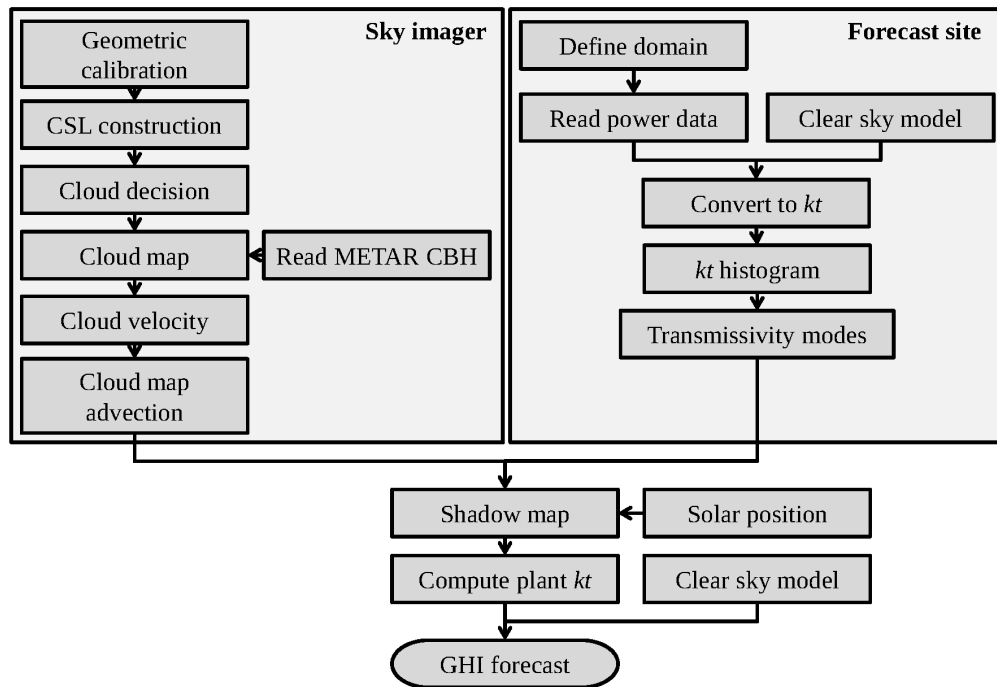 Sky imager
Geometric
calibration
CSL construction
Cloud decision
Cloud map
Read METAR CBH
Cloud velocity
Cloud map
advection
Forecast site
Define domain
Read power data
Clear sky model
Convert to kt
kt histogram
Transmissivity modes
Shadow map
Solar position
Compute plant kt
Clear sky model
GHI forecast